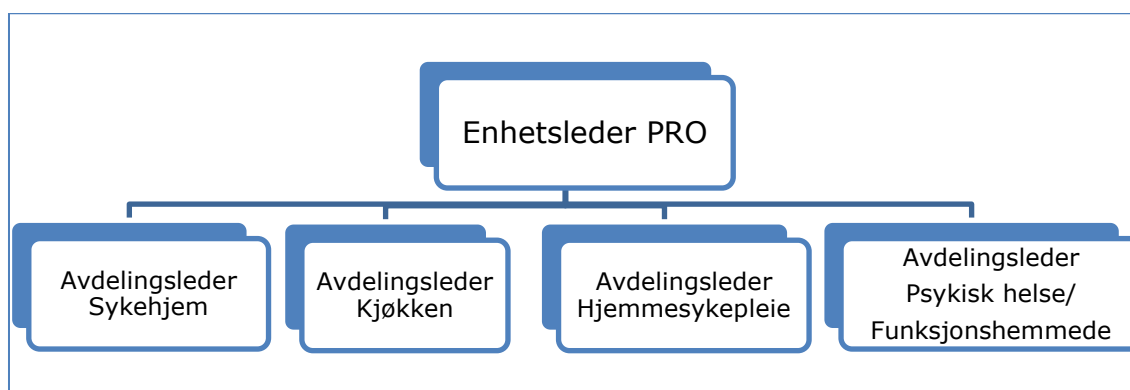 Enhetsleder PRO
Avdelingsleder
Sykehjem
Avdelingsleder
Kjøkken
Avdelingsleder
Hjemmesykepleie
Avdelingsleder
Psykisk helse/
Funksjonshemmede